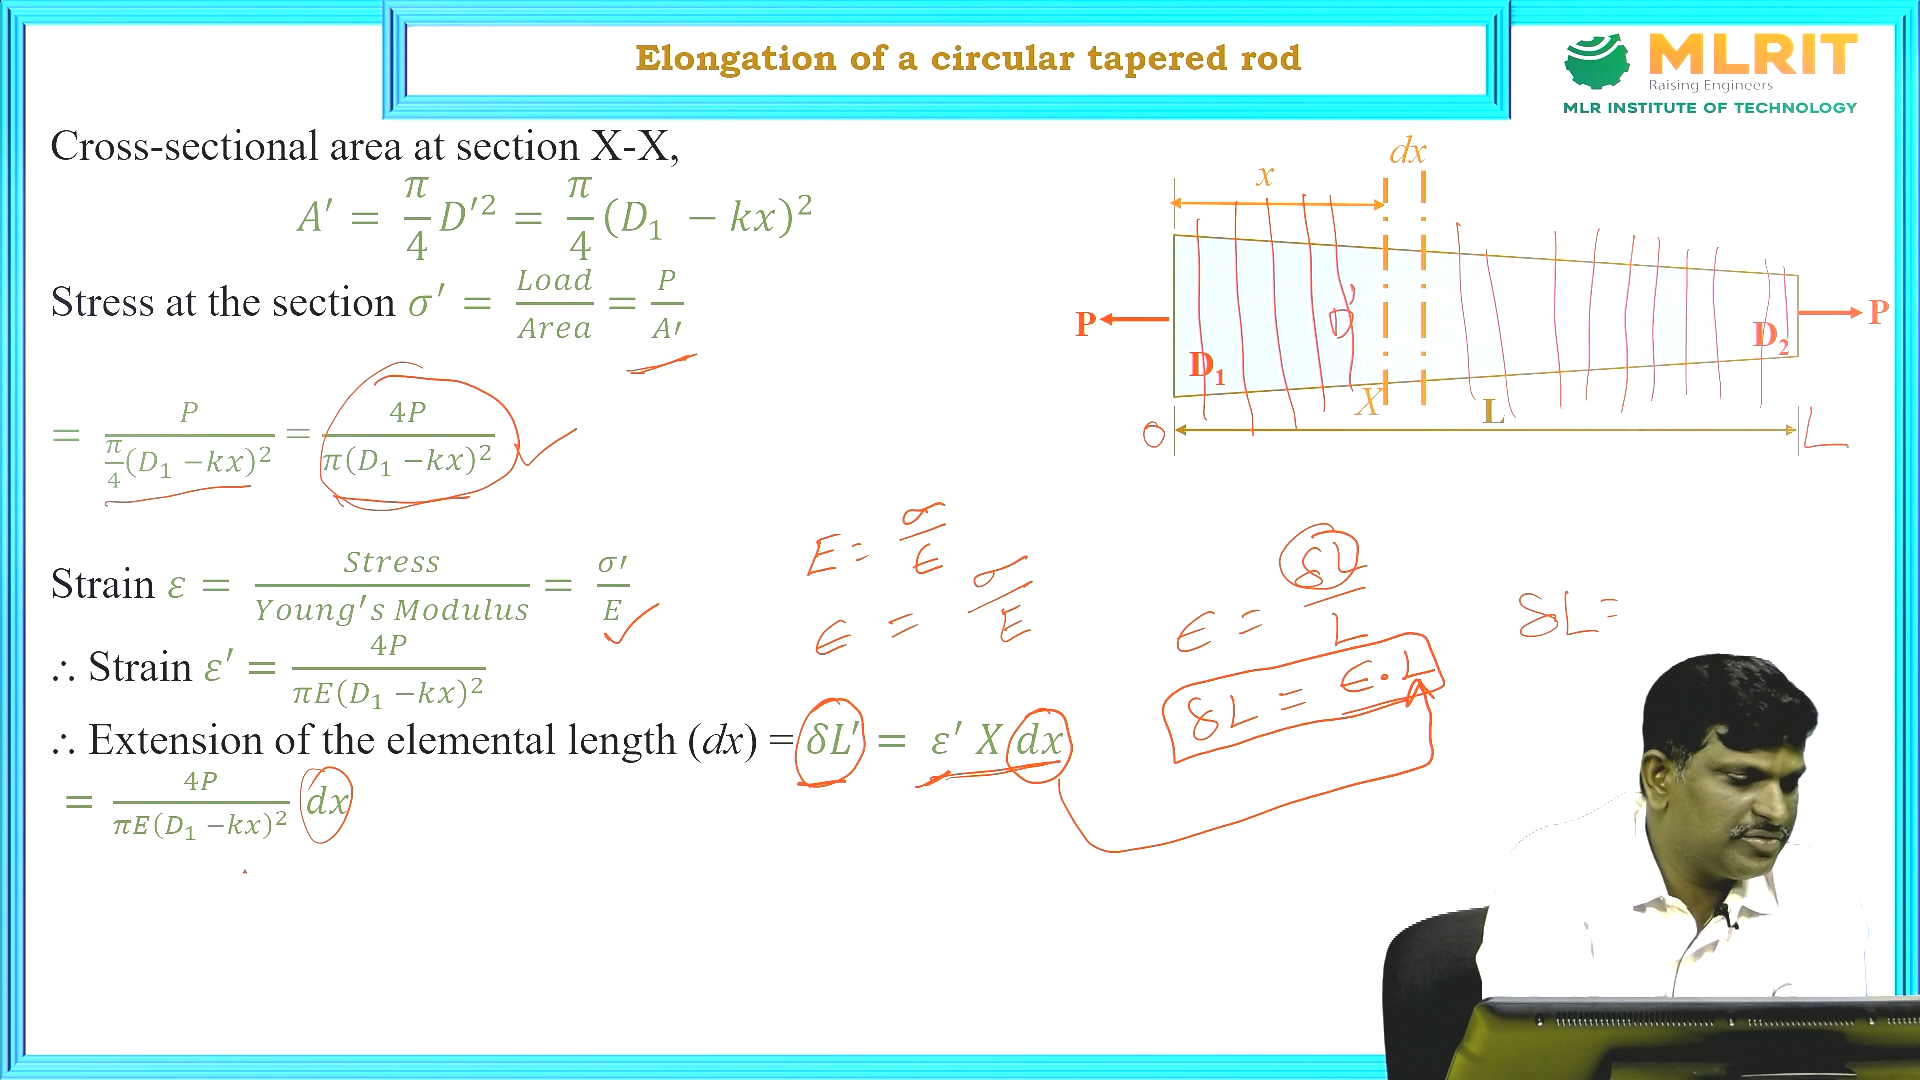 Elongation of a circular tapered rod
MLRIT
Raising Engineers
MLR INSTITUTE OF TECHNOLOGY
Cross-sectional area at section X-X,
A′ = π/4 D′² = π/4 (D₁ − kx)²
Stress at the section σ′ = Load/Area = P/A′
= P/(π/4 (D₁ −kx)²) = 4P/(π(D₁ −kx)²)
Strain ε = Stress/Young's Modulus = σ′/E
∴ Strain ε′ = 4P/(πE(D₁ −kx)²)
∴ Extension of the elemental length (dx) = δL′ = ε′ X dx
= 4P/(πE(D₁ −kx)²) dx
dx
x
P
P
D′
D₁
D₂
X
L
O
L
E = σ/ϵ
ϵ = σ/E
ϵ = δL/L
δL = ϵ.L
δL =